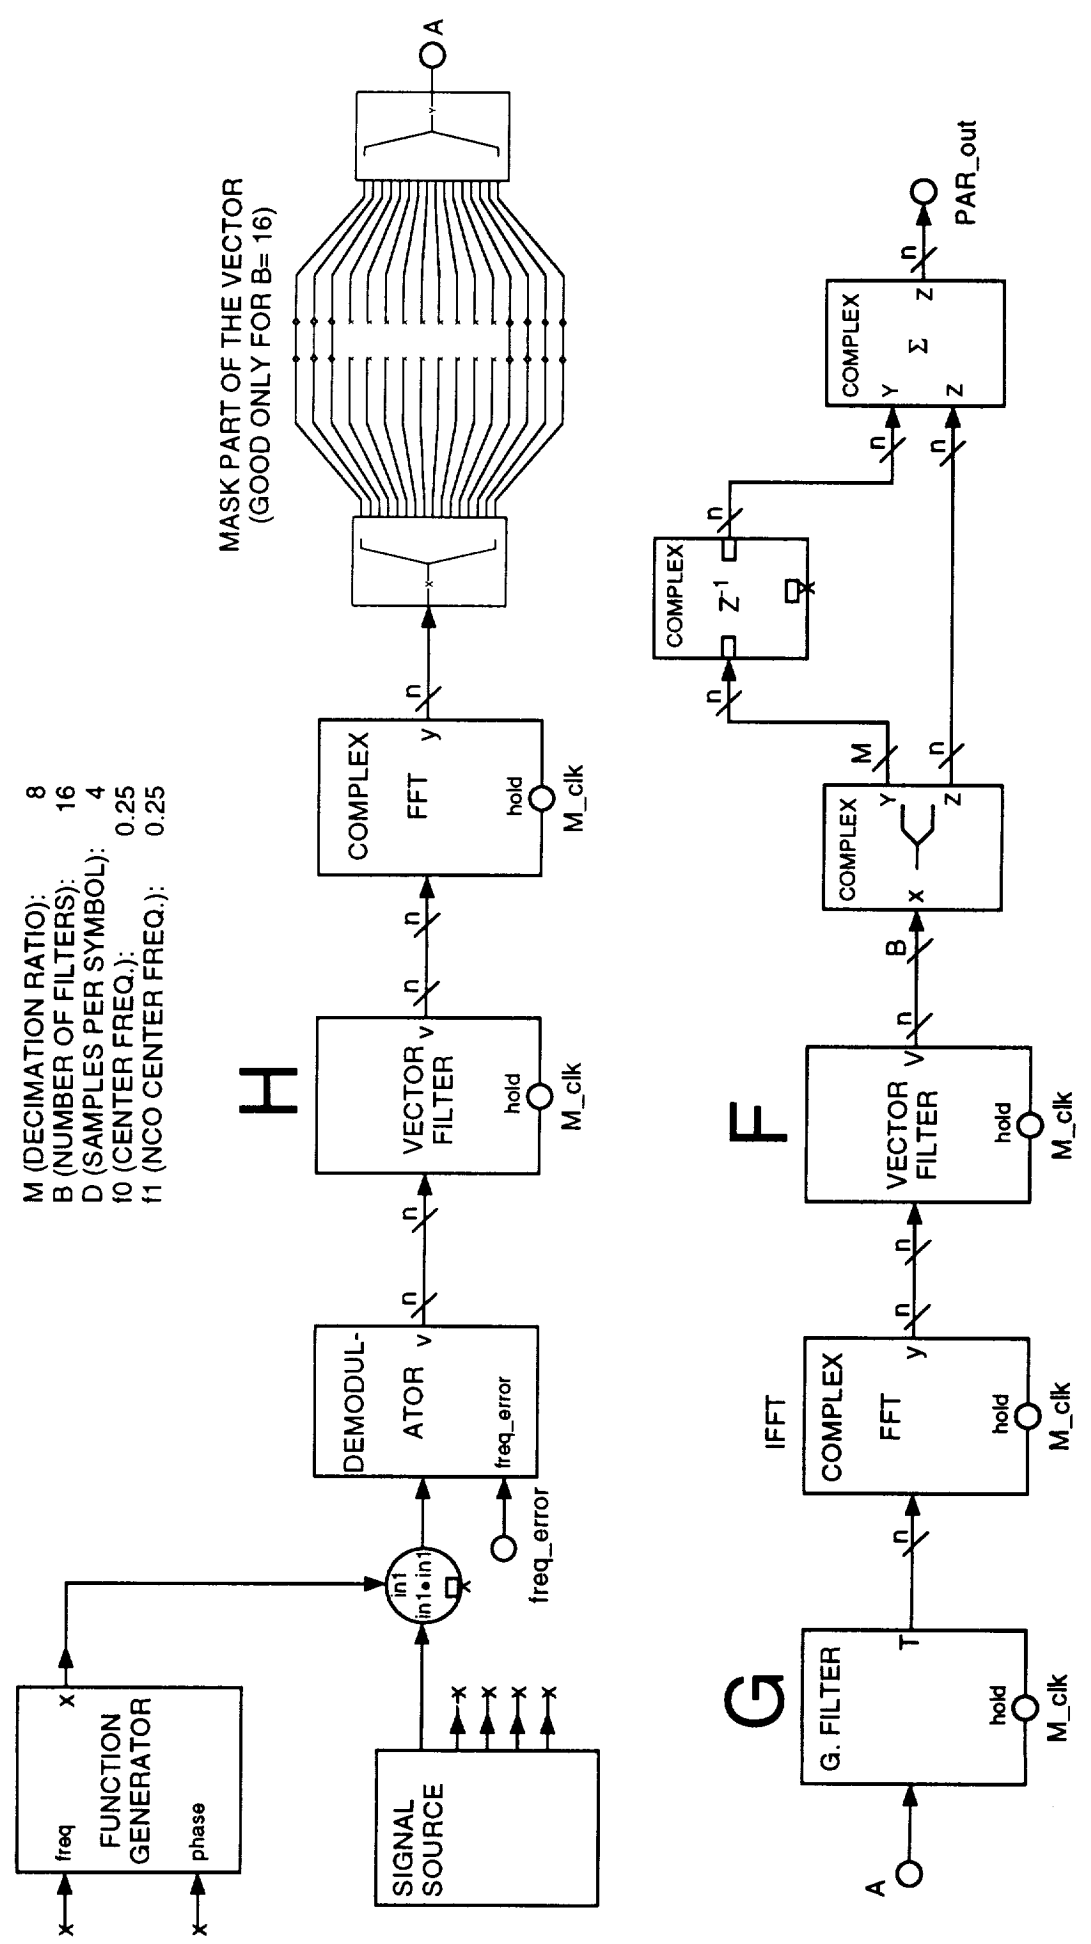 M (DECIMATION RATIO): 8
B (NUMBER OF FILTERS): 16
D (SAMPLES PER SYMBOL): 4
f0 (CENTER FREQ.): 0.25
f1 (NCO CENTER FREQ.): 0.25
x
freq
x
phase
FUNCTION
GENERATOR
x
SIGNAL
SOURCE
x
x
x
x
in1
in1•in1
x
freq_error
freq_error
DEMODUL-
ATOR
v
n
n
H
VECTOR
FILTER
v
hold
M_clk
n
n
COMPLEX
FFT
y
hold
M_clk
n
MASK PART OF THE VECTOR
(GOOD ONLY FOR B= 16)
x
Y
A
A
G
G. FILTER
T
hold
M_clk
n
IFFT
COMPLEX
FFT
y
hold
M_clk
n
n
F
VECTOR
FILTER
V
hold
M_clk
n
B
COMPLEX
X
Y
Z
M
n
n
COMPLEX
Z-1
x
n
n
n
COMPLEX
Y
Σ
Z
Z
n
PAR_out